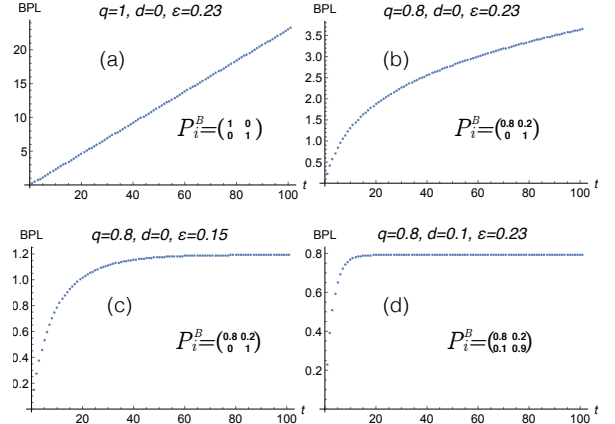 q=1, d=0, ε=0.23
BPL
20
15
10
5
(a)
P_i^B=(1 0
0 1)
20 40 60 80 100 t
q=0.8, d=0, ε=0.23
BPL
3.5
3.0
2.5
2.0
1.5
1.0
0.5
(b)
P_i^B=(0.8 0.2
0 1)
20 40 60 80 100 t
q=0.8, d=0, ε=0.15
BPL
1.2
1.0
0.8
0.6
0.4
0.2
(c)
P_i^B=(0.8 0.2
0 1)
0 20 40 60 80 100 t
q=0.8, d=0.1, ε=0.23
BPL
0.8
0.6
0.4
0.2
(d)
P_i^B=(0.8 0.2
0.1 0.9)
0 20 40 60 80 100 t